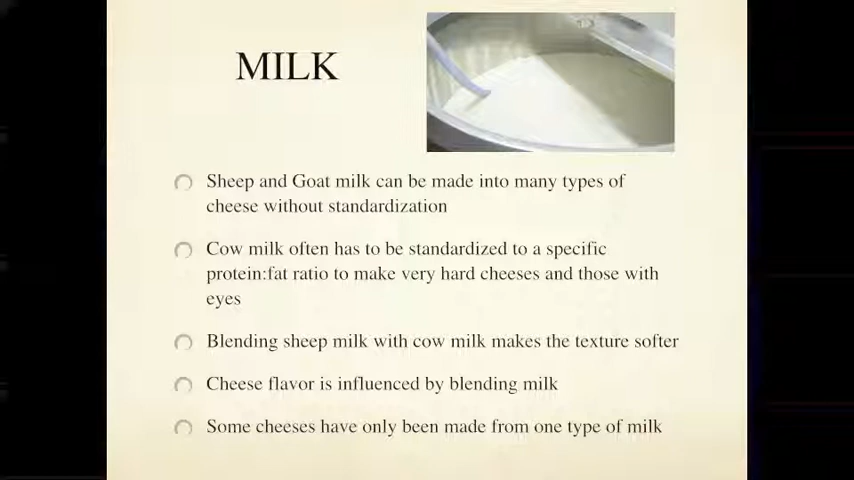 MILK
Sheep and Goat milk can be made into many types of
cheese without standardization
Cow milk often has to be standardized to a specific
protein:fat ratio to make very hard cheeses and those with
eyes
Blending sheep milk with cow milk makes the texture softer
Cheese flavor is influenced by blending milk
Some cheeses have only been made from one type of milk